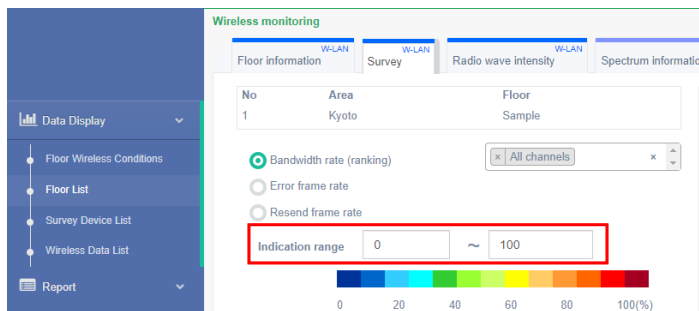 Wireless monitoring
W-LAN
Floor information
W-LAN
Survey
W-LAN
Radio wave intensity
Spectrum informatio
No Area Floor
1 Kyoto Sample
Data Display
Floor Wireless Conditions
Floor List
Survey Device List
Wireless Data List
Report
Bandwidth rate (ranking)
× All channels ×
Error frame rate
Resend frame rate
Indication range 0 ~ 100
0 20 40 60 80 100(%)